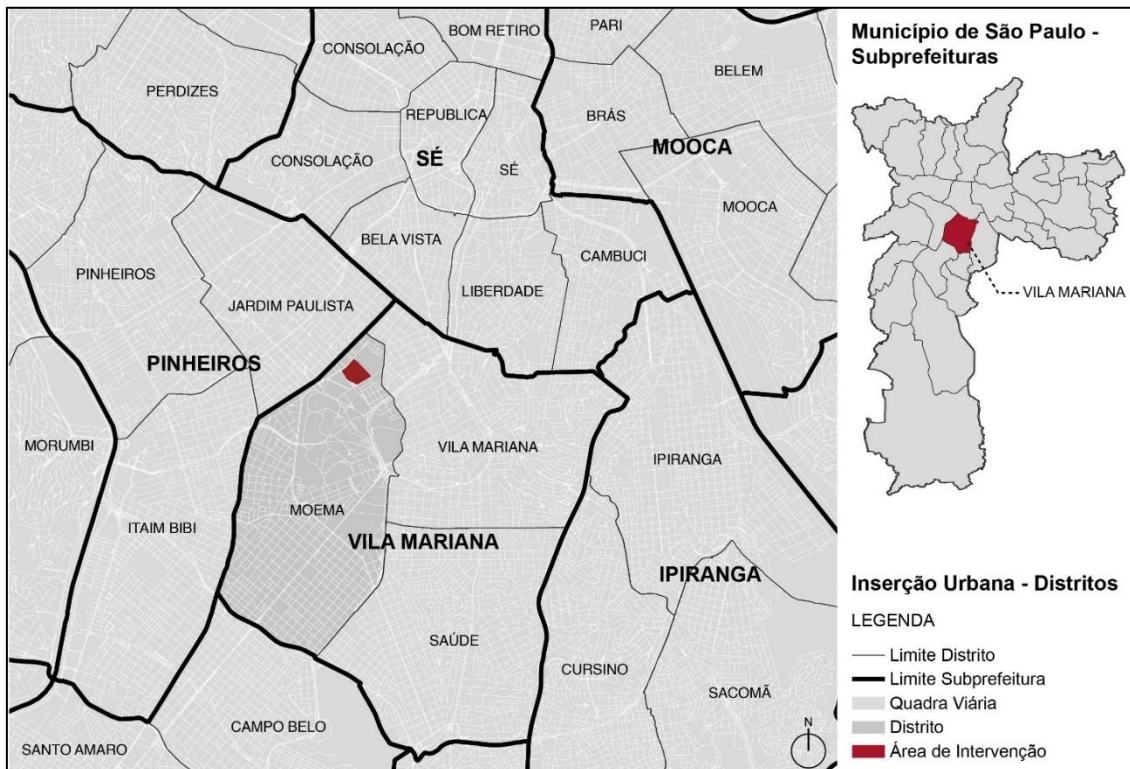 CONSOLAÇÃO
BOM RETIRO
PARI
BELEM
PERDIZES
REPUBLICA
BRÁS
CONSOLAÇÃO
SÉ
SÉ
MOOCA
MOOCA
BELA VISTA
CAMBUCI
PINHEIROS
LIBERDADE
JARDIM PAULISTA
PINHEIROS
MORUMBI
VILA MARIANA
IPIRANGA
MOEMA
ITAIM BIBI
VILA MARIANA
IPIRANGA
SAÚDE
CURSINO
SACOMÃ
CAMPO BELO
SANTO AMARO
N
Município de São Paulo -
Subprefeituras
VILA MARIANA
Inserção Urbana - Distritos
LEGENDA
Limite Distrito
Limite Subprefeitura
Quadra Viária
Distrito
Área de Intervenção